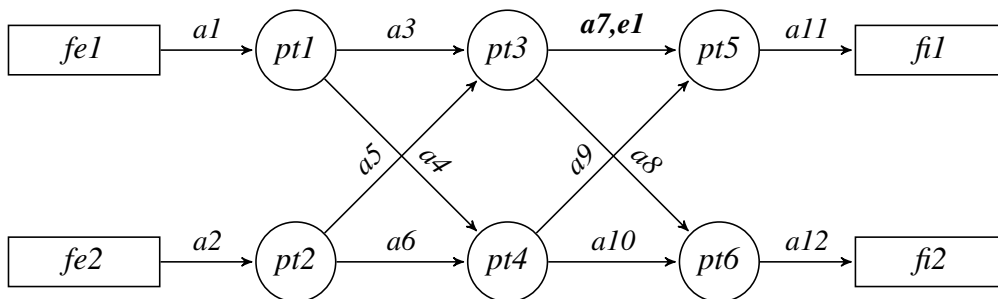 a1 a3 a7,e1 a11
fe1 pt1 pt3 pt5 fi1
a5 a4 a9 a8
a2 a6 a10 a12
fe2 pt2 pt4 pt6 fi2